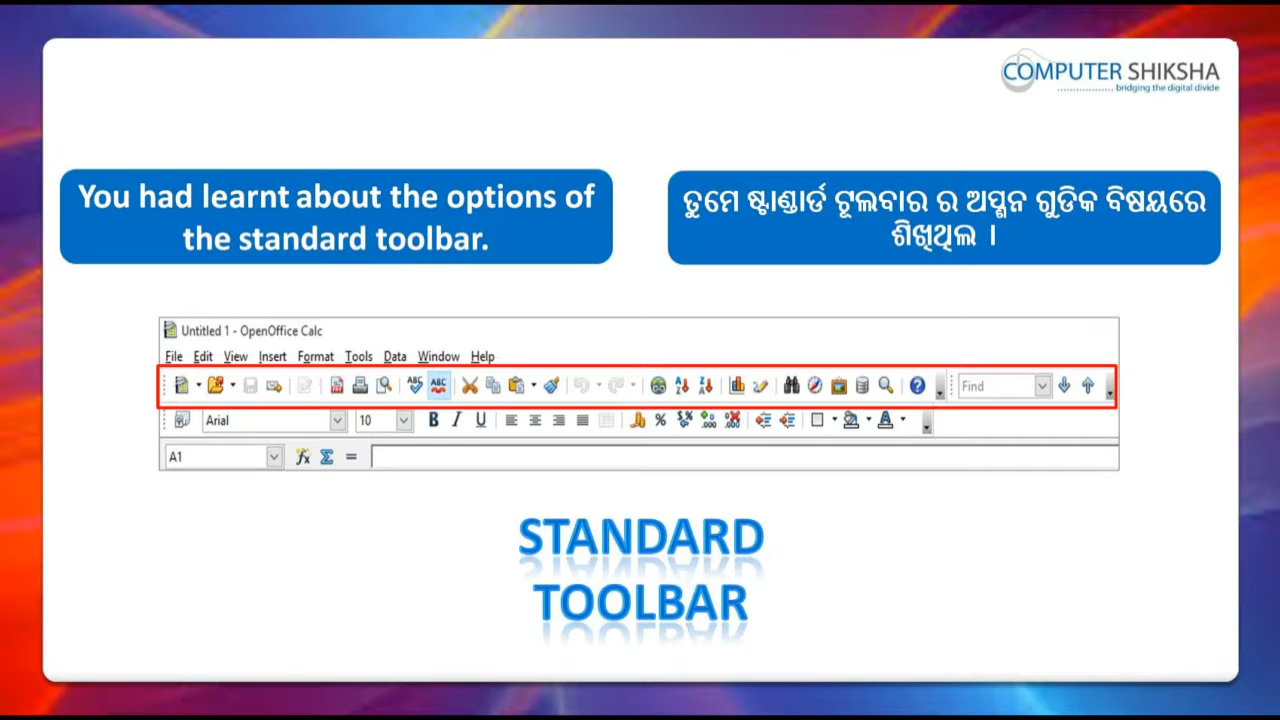 COMPUTER SHIKSHA
bridging the digital divide
You had learnt about the options of
the standard toolbar.
ତୁମେ ଷ୍ଟାଣ୍ଡାର୍ଡ ଟୂଲବାର ର ଅପ୍ସନ ଗୁଡିକ ବିଷୟରେ
ଶିଖିଥିଲ ।
Untitled 1 - OpenOffice Calc
File Edit View Insert Format Tools Data Window Help
ABC ABC Find
Arial 10 B I U
A1
STANDARD
TOOLBAR